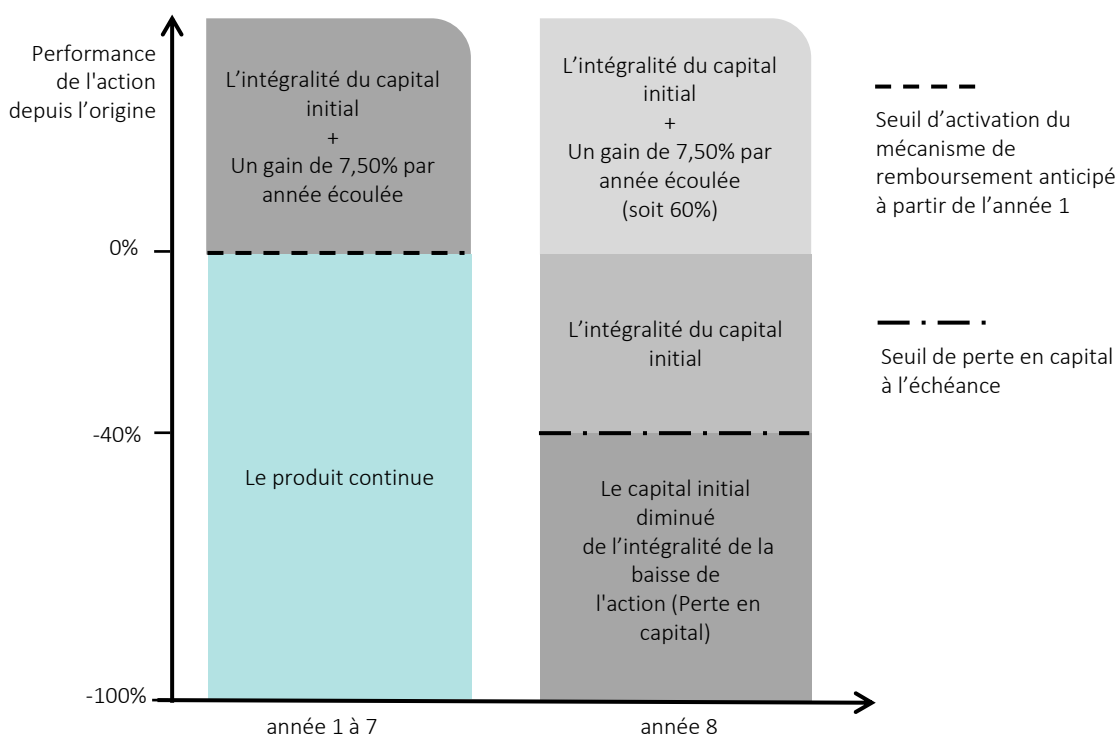 Performance
de l'action
depuis l’origine
L’intégralité du capital
initial
+
Un gain de 7,50% par
année écoulée
L’intégralité du capital
initial
+
Un gain de 7,50% par
année écoulée
(soit 60%)
Seuil d’activation du
mécanisme de
remboursement anticipé
à partir de l’année 1
0%
L’intégralité du capital
initial
Seuil de perte en capital
à l’échéance
-40%
Le produit continue
Le capital initial
diminué
de l’intégralité de la
baisse de
l'action (Perte en
capital)
-100%
année 1 à 7
année 8